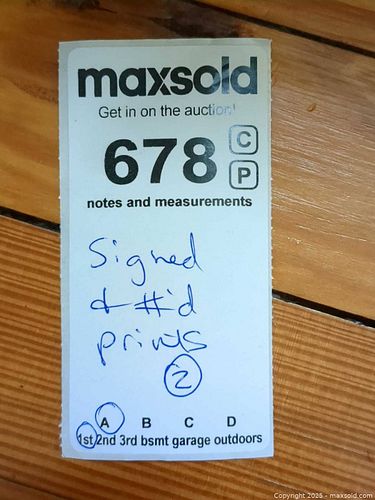 maxsold
Get in on the auction!
678
C
P
notes and measurements
Signed
& #'d
prints
2
A B C D
1st 2nd 3rd bsmt garage outdoors
Copyright 2025 - maxsold.com